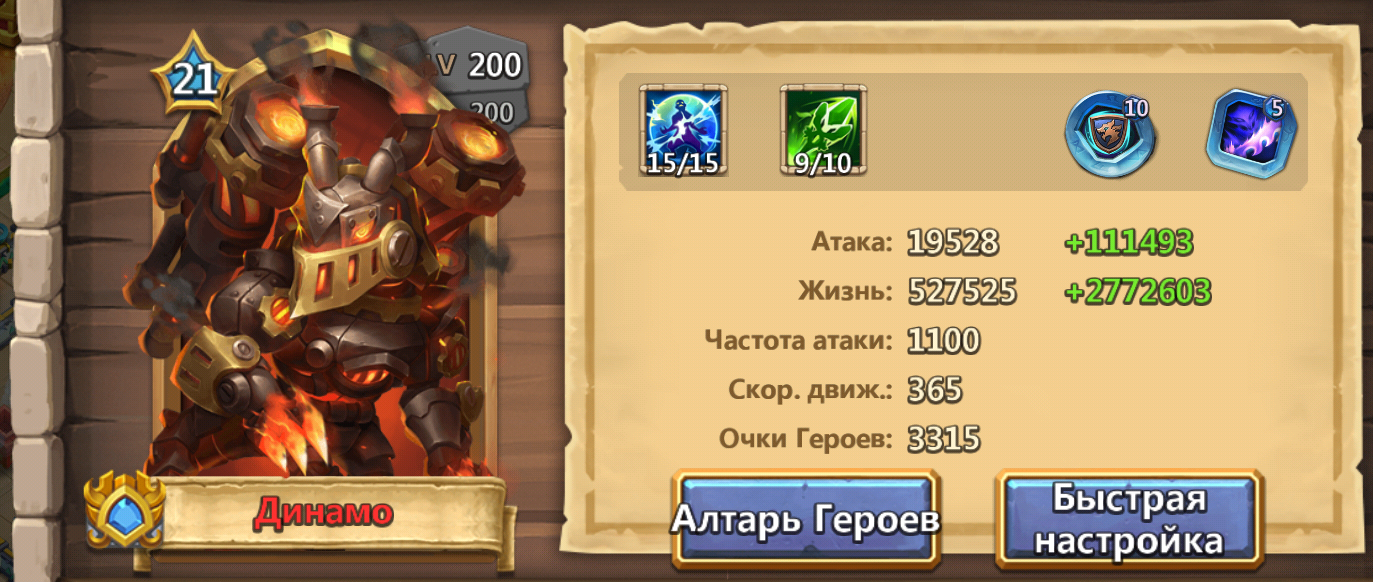 21
LV 200
200
Динамо
15/15
9/10
10
5
Атака: 19528 +111493
Жизнь: 527525 +2772603
Частота атаки: 1100
Скор. движ.: 365
Очки Героев: 3315
Алтарь Героев
Быстрая
настройка